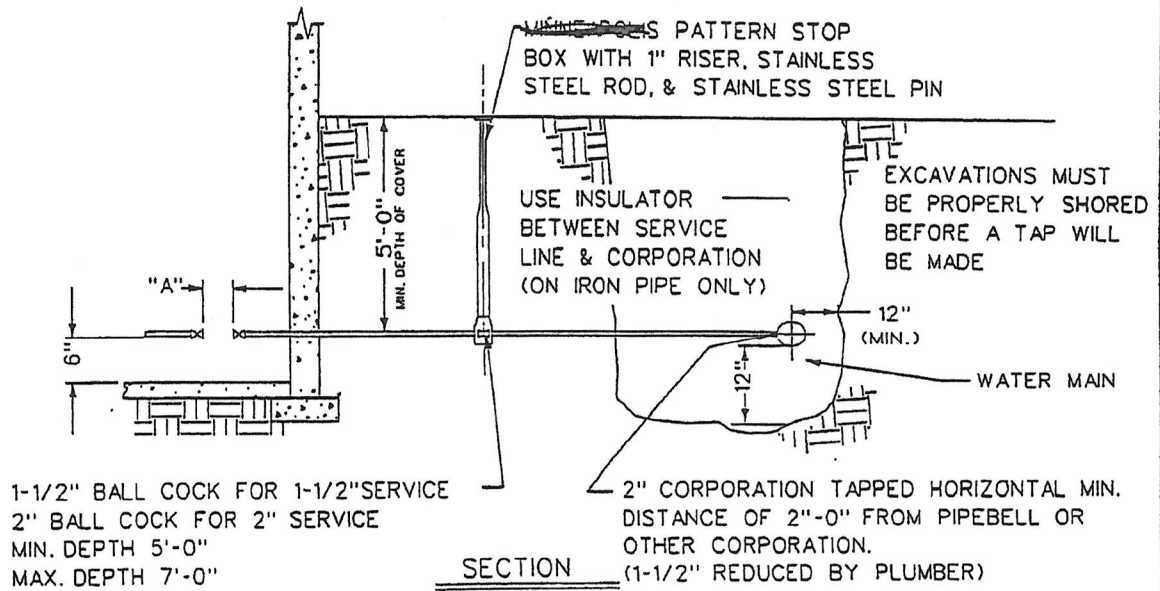 PATTERN STOP
BOX WITH 1" RISER, STAINLESS
STEEL ROD, & STAINLESS STEEL PIN
5'-0"
MIN. DEPTH OF COVER
USE INSULATOR
BETWEEN SERVICE
LINE & CORPORATION
(ON IRON PIPE ONLY)
EXCAVATIONS MUST
BE PROPERLY SHORED
BEFORE A TAP WILL
BE MADE
"A"
6"
12"
(MIN.)
12"
WATER MAIN
1-1/2" BALL COCK FOR 1-1/2"SERVICE
2" BALL COCK FOR 2" SERVICE
MIN. DEPTH 5'-0"
MAX. DEPTH 7'-0"
2" CORPORATION TAPPED HORIZONTAL MIN.
DISTANCE OF 2"-0" FROM PIPEBELL OR
OTHER CORPORATION.
(1-1/2" REDUCED BY PLUMBER)
SECTION